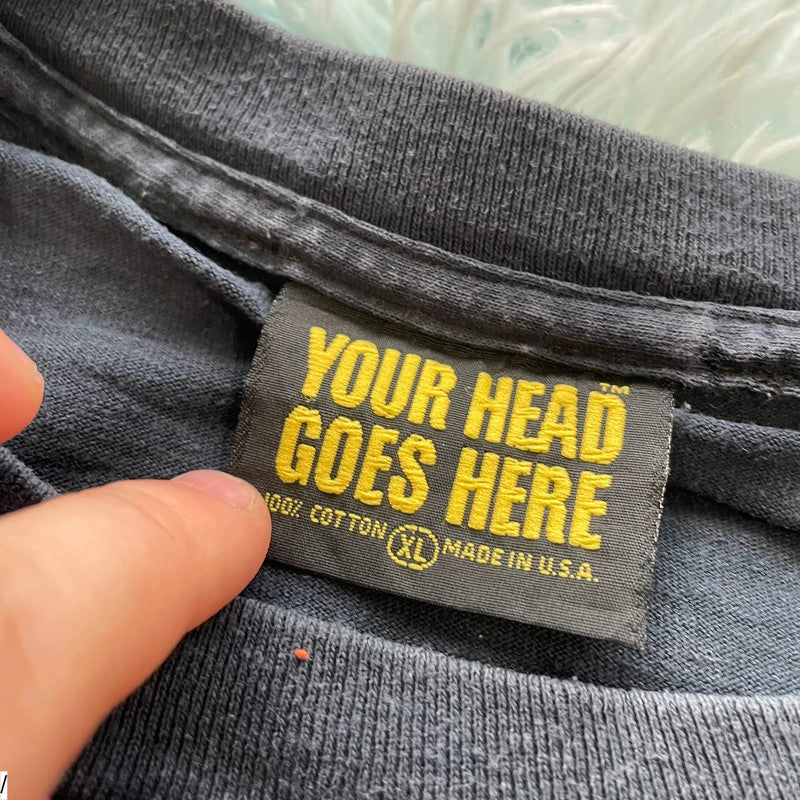 YOUR HEAD™
GOES HERE
100% COTTON XL MADE IN U.S.A.
/